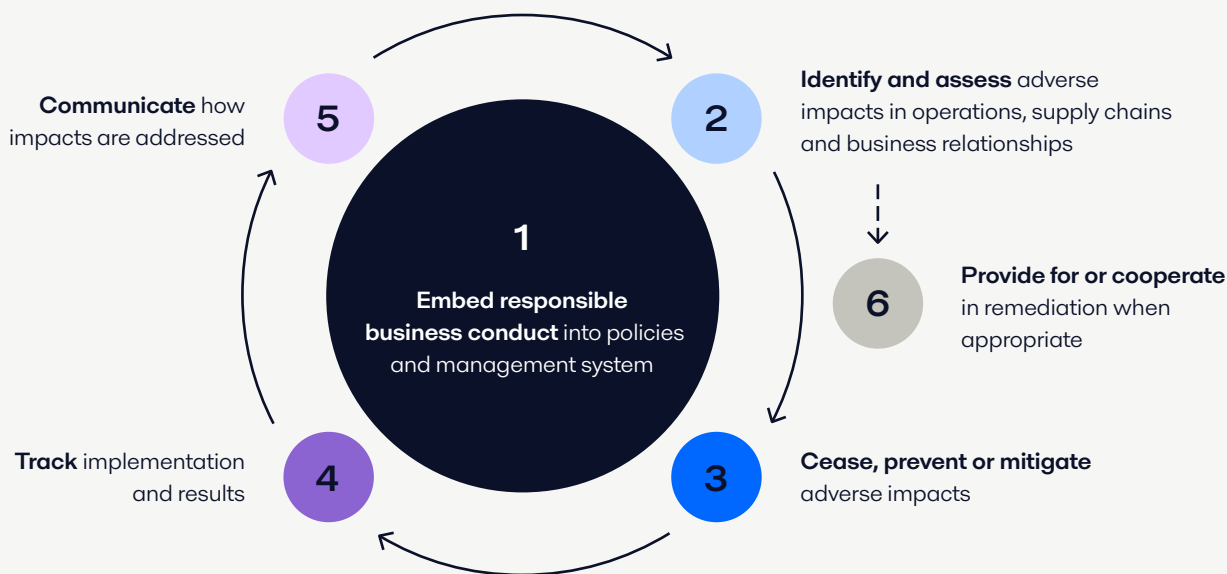 1
Embed responsible
business conduct into policies
and management system
2
Identify and assess adverse
impacts in operations, supply chains
and business relationships
3
Cease, prevent or mitigate
adverse impacts
4
Track implementation
and results
5
Communicate how
impacts are addressed
6
Provide for or cooperate
in remediation when
appropriate